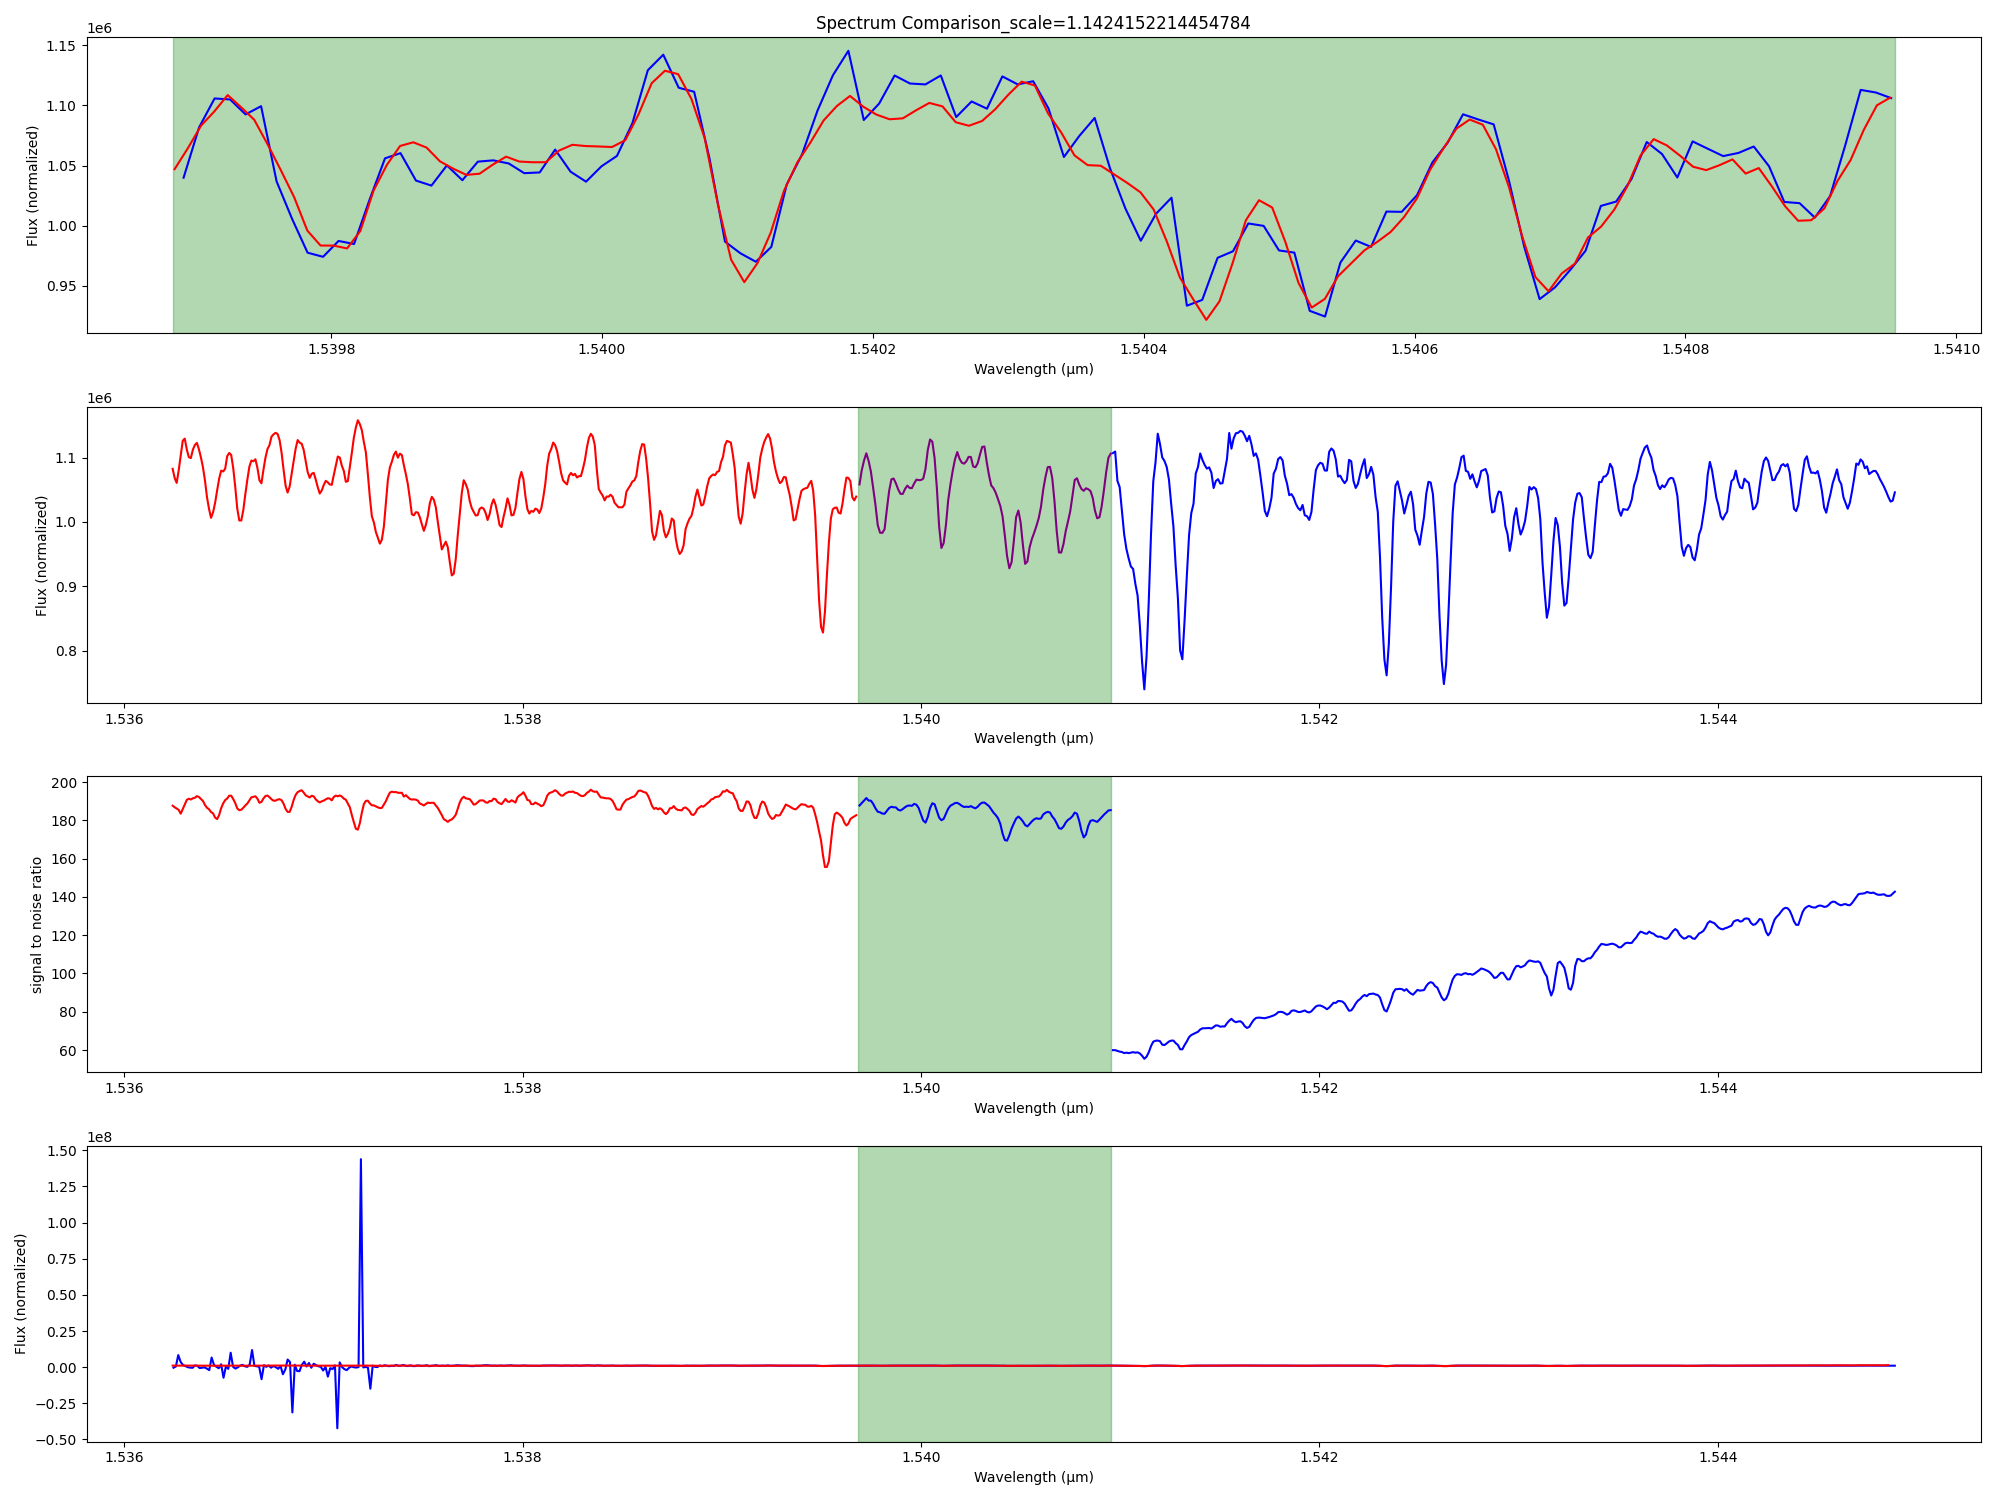 Spectrum Comparison_scale=1.1424152214454784
1e6
1.15
1.10
1.05
1.00
0.95
Flux (normalized)
1.5398 1.5400 1.5402 1.5404 1.5406 1.5408 1.5410
Wavelength (μm)
1e6
1.1
1.0
0.9
0.8
Flux (normalized)
1.536 1.538 1.540 1.542 1.544
Wavelength (μm)
200
180
160
140
120
100
80
60
signal to noise ratio
1.536 1.538 1.540 1.542 1.544
Wavelength (μm)
1e8
1.50
1.25
1.00
0.75
0.50
0.25
0.00
−0.25
−0.50
Flux (normalized)
1.536 1.538 1.540 1.542 1.544
Wavelength (μm)